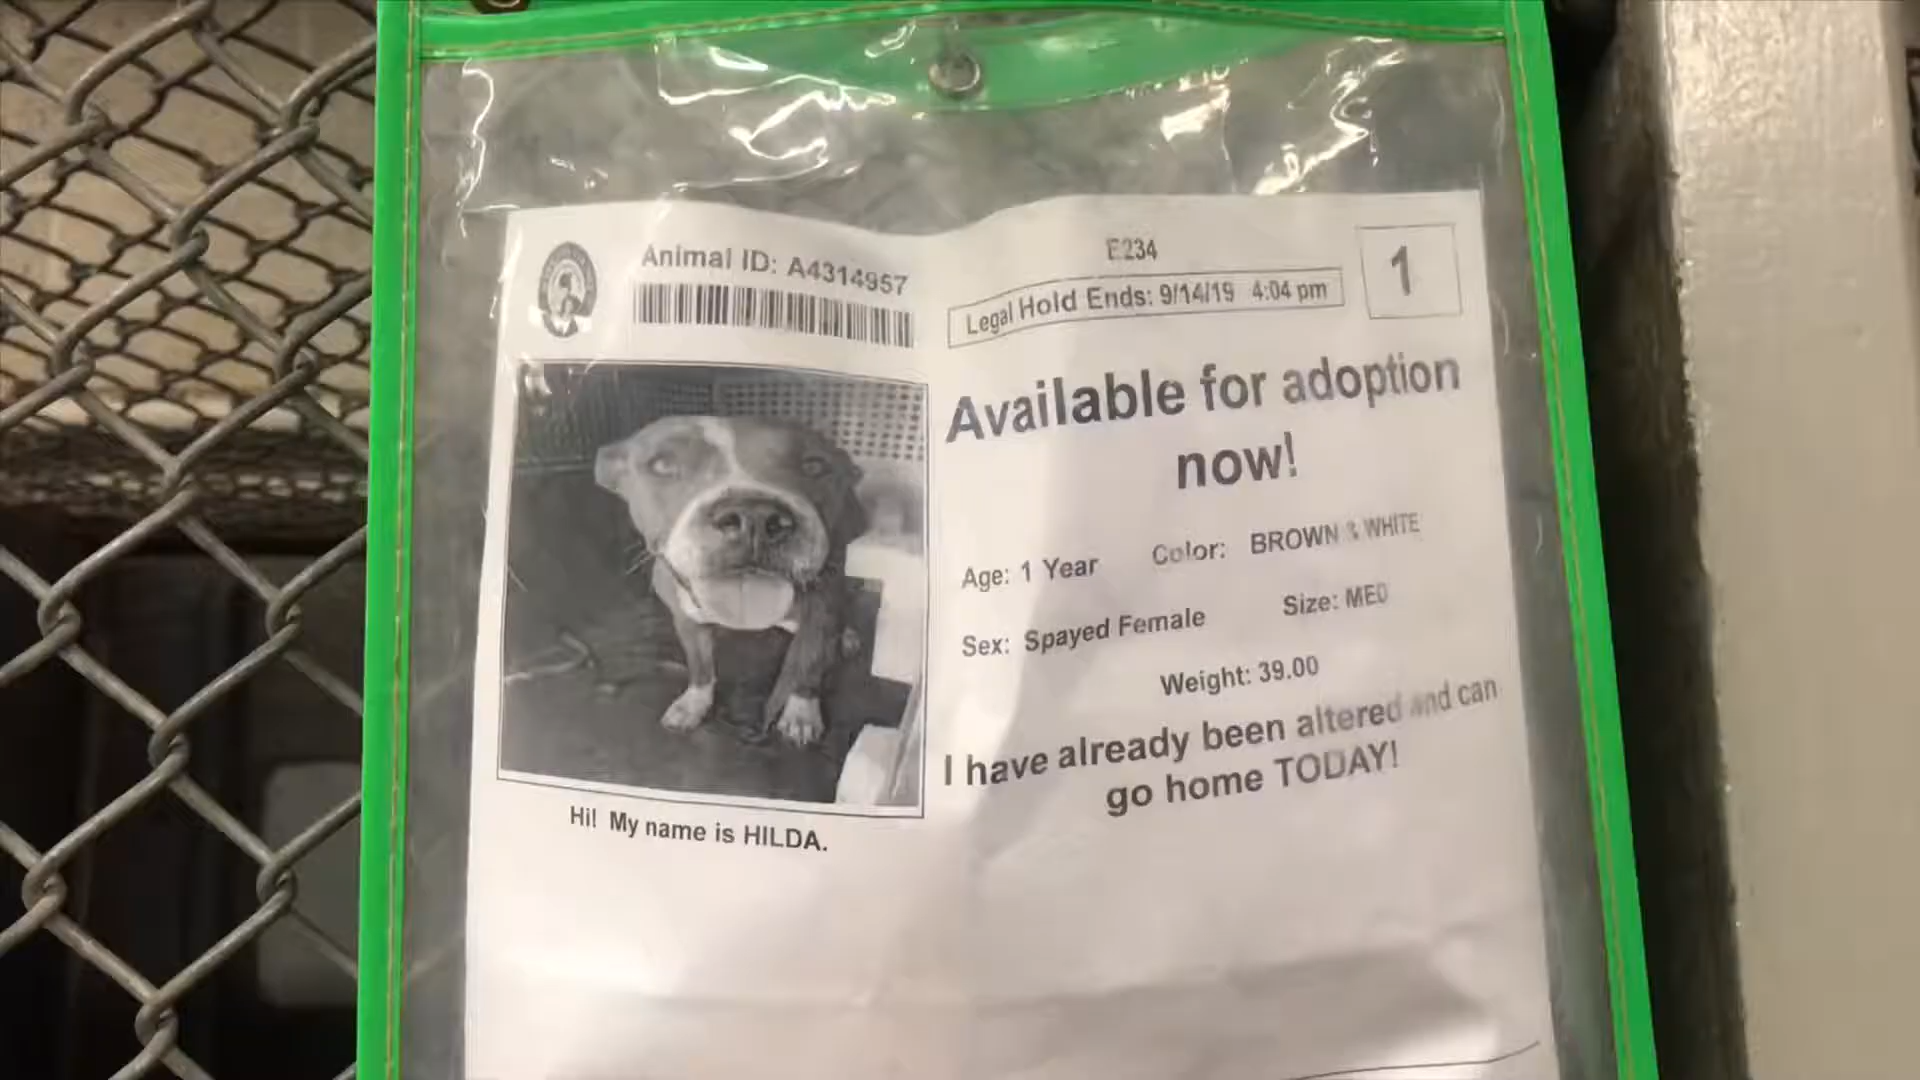 Animal ID: A4314957
E234
Legal Hold Ends: 9/14/19 4:04 pm
1
Available for adoption
now!
Age: 1 Year Color: BROWN & WHITE
Sex: Spayed Female Size: MED
Weight: 39.00
I have already been altered and can
go home TODAY!
Hi! My name is HILDA.